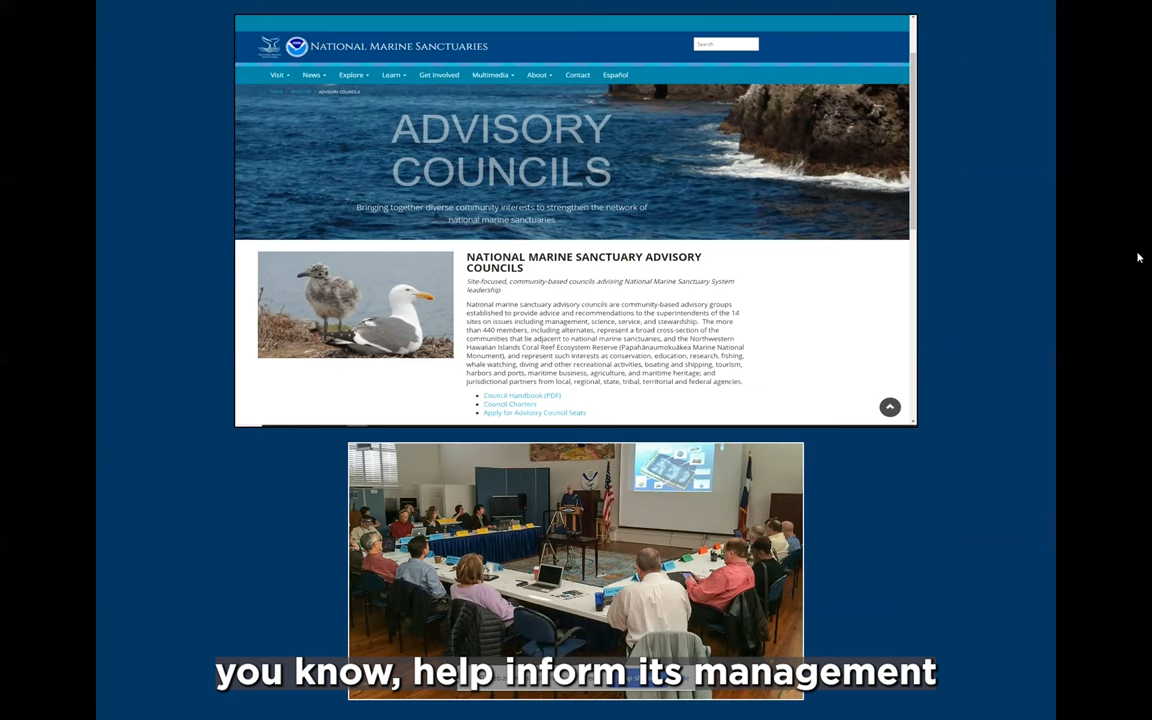 NATIONAL MARINE SANCTUARIES
Search
Visit News Explore Learn Get Involved Multimedia About Contact Español
ADVISORY COUNCILS
ADVISORY
COUNCILS
Bringing together diverse community interests to strengthen the network of
national marine sanctuaries
NATIONAL MARINE SANCTUARY ADVISORY
COUNCILS
Site-focused, community-based councils advising National Marine Sanctuary System
leadership
National marine sanctuary advisory councils are community-based advisory groups
established to provide advice and recommendations to the superintendents of the 14
sites on issues including management, science, service, and stewardship. The more
than 440 members, including alternates, represent a broad cross-section of the
communities that lie adjacent to national marine sanctuaries, and the Northwestern
Hawaiian Islands Coral Reef Ecosystem Reserve (Papahānaumokuākea Marine National
Monument), and represent such interests as conservation, education, research, fishing,
whale watching, diving and other recreational activities, boating and shipping, tourism,
harbors and ports, maritime business, agriculture, and maritime heritage; and
jurisdictional partners from local, regional, state, tribal, territorial and federal agencies.
Council Handbook (PDF)
Council Charters
Apply for Advisory Council Seats
you know, help inform its management